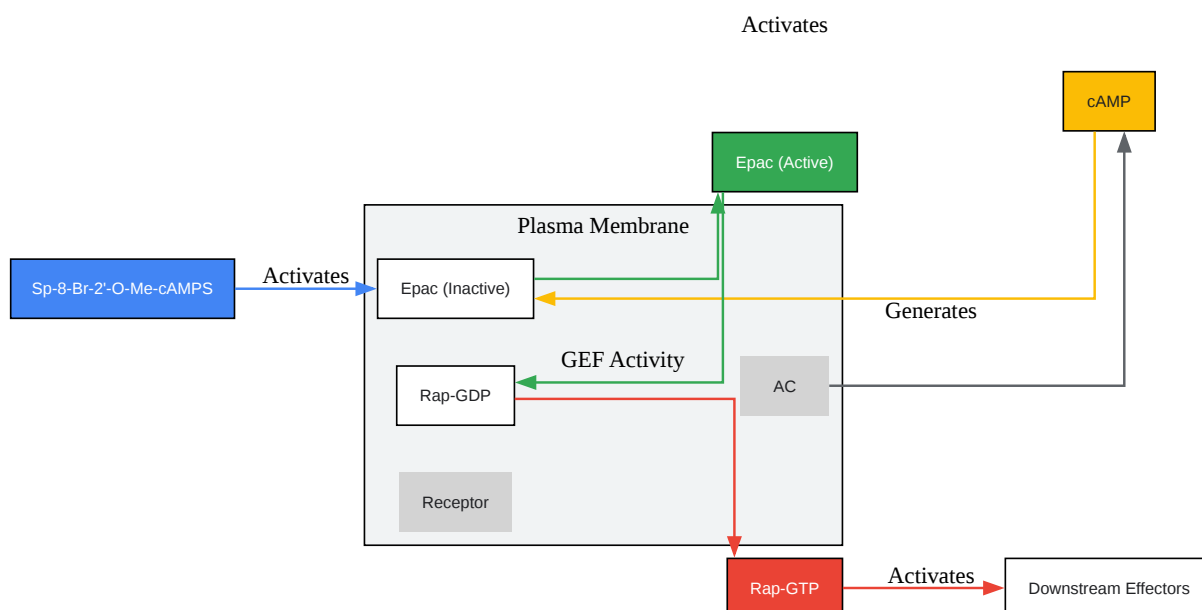 Activates
cAMP
Epac (Active)
Plasma Membrane
Sp-8-Br-2'-O-Me-cAMPS
Activates
Epac (Inactive)
Generates
GEF Activity
Rap-GDP
AC
Receptor
Rap-GTP
Activates
Downstream Effectors